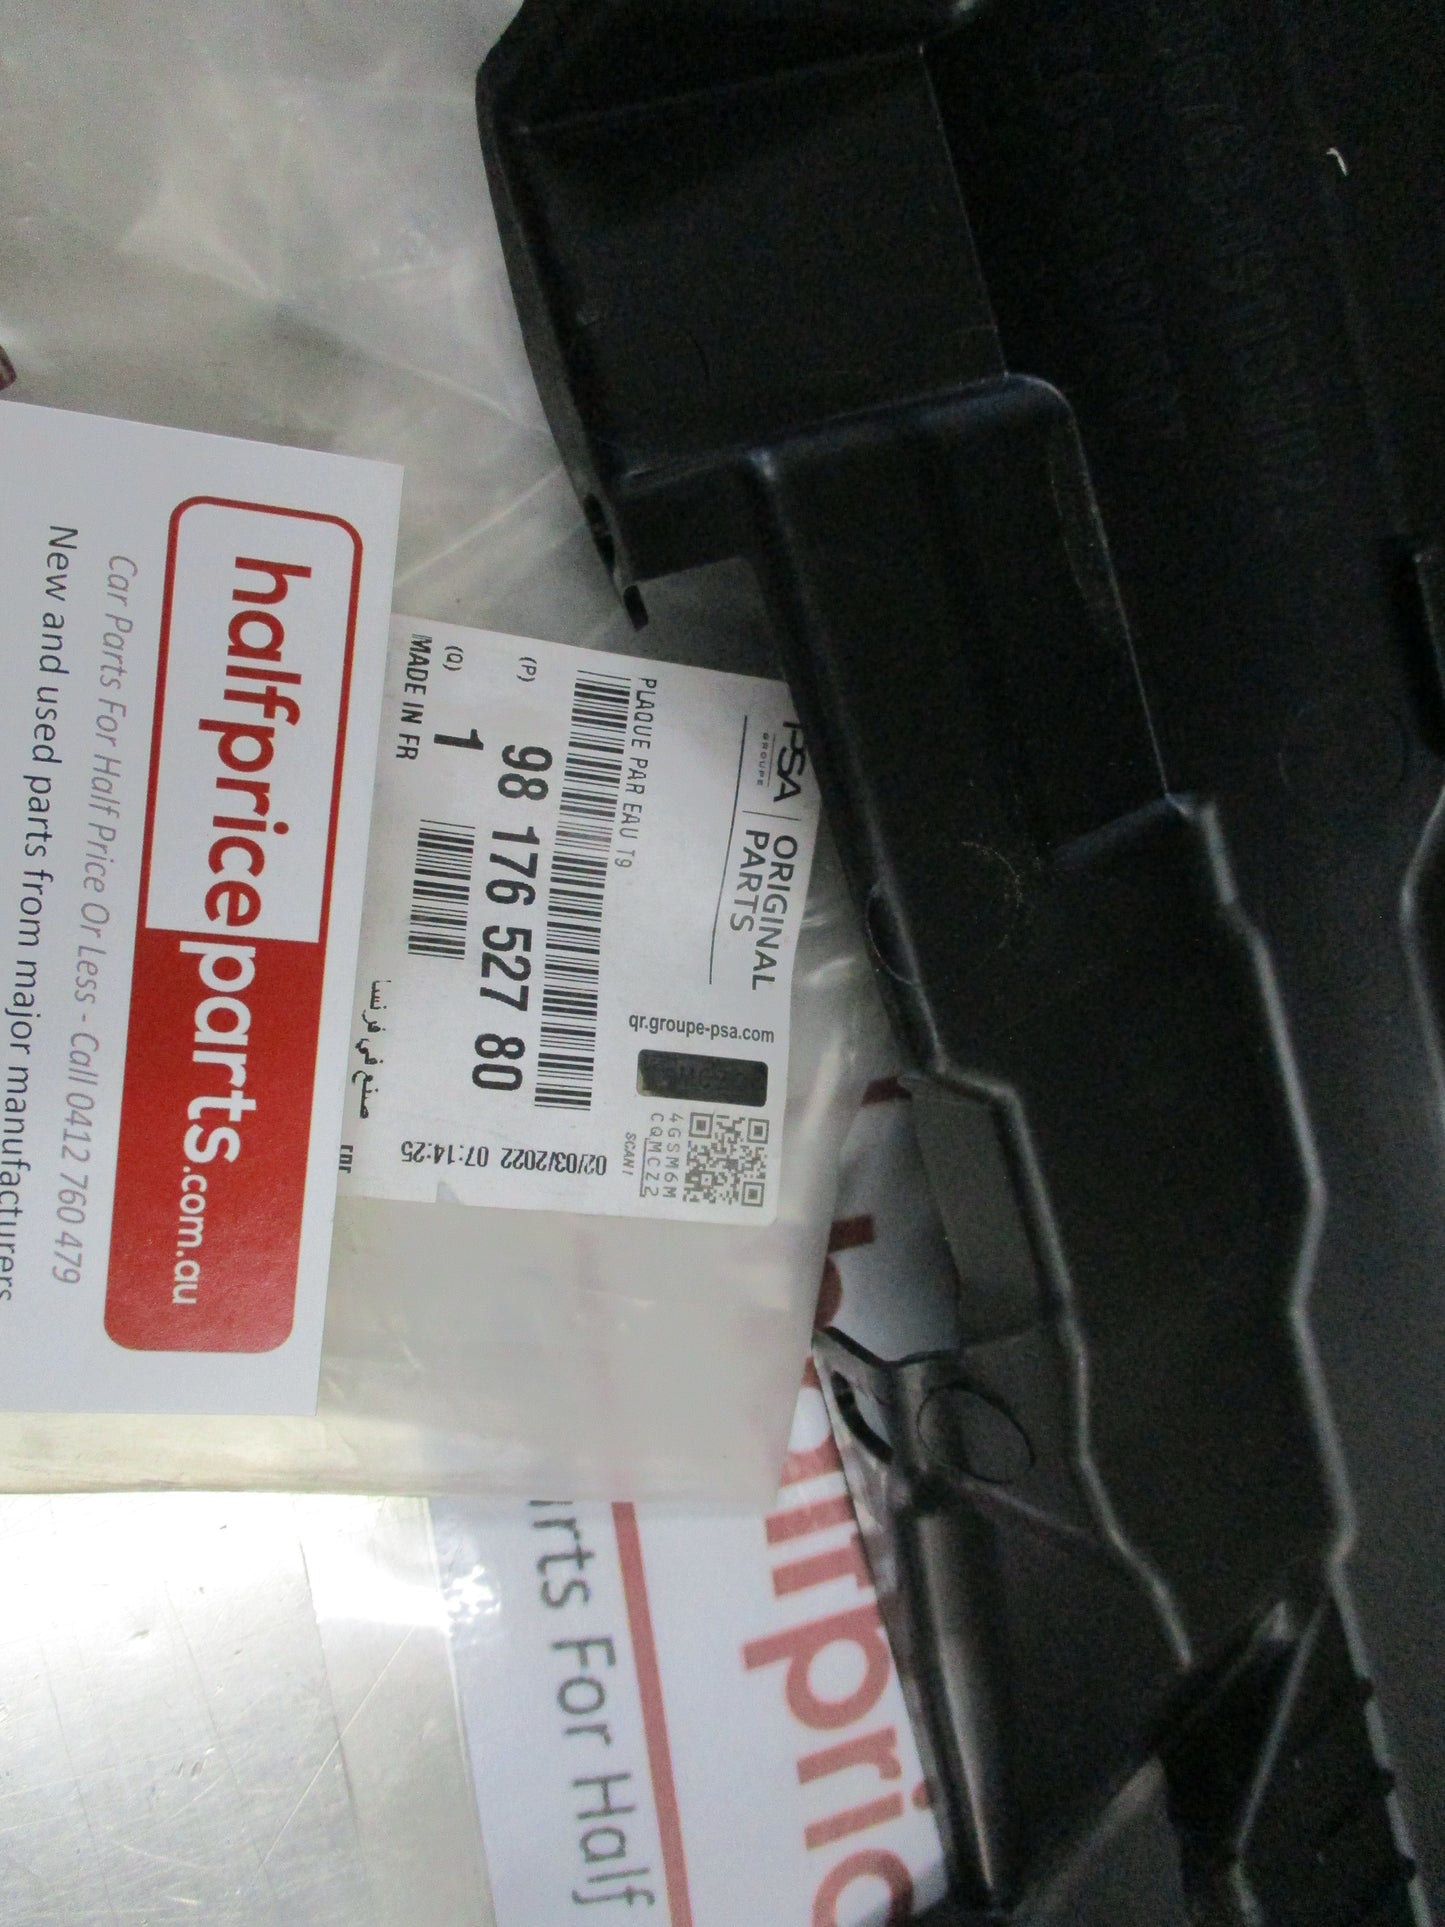 halfpriceparts.com.au
Car Parts For Half Price Or Less - Call 0412 760 479
New and used parts from major manufacturers
PSA
GROUPE
ORIGINAL
PARTS
qr.groupe-psa.com
4GSM6M
CQMCZ2
SCAN!
PLAQUE PAR EAU T9
(P) 98 176 527 80
(Q) 1
MADE IN FR
صنع في فرنسا
02/03/2022 07:14:25
arts For Half